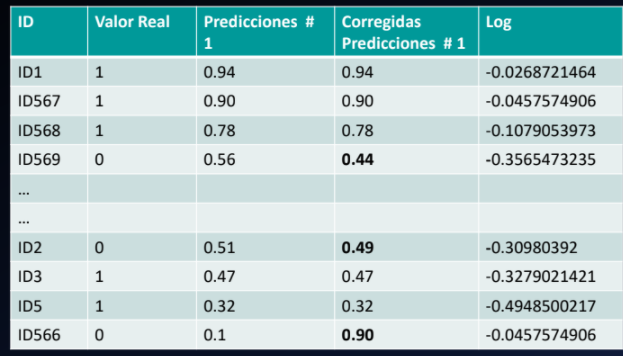 ID Valor Real Predicciones # 1 Corregidas Predicciones # 1 Log
ID1 1 0.94 0.94 -0.0268721464
ID567 1 0.90 0.90 -0.0457574906
ID568 1 0.78 0.78 -0.1079053973
ID569 0 0.56 0.44 -0.3565473235
...
...
ID2 0 0.51 0.49 -0.30980392
ID3 1 0.47 0.47 -0.3279021421
ID5 1 0.32 0.32 -0.4948500217
ID566 0 0.1 0.90 -0.0457574906